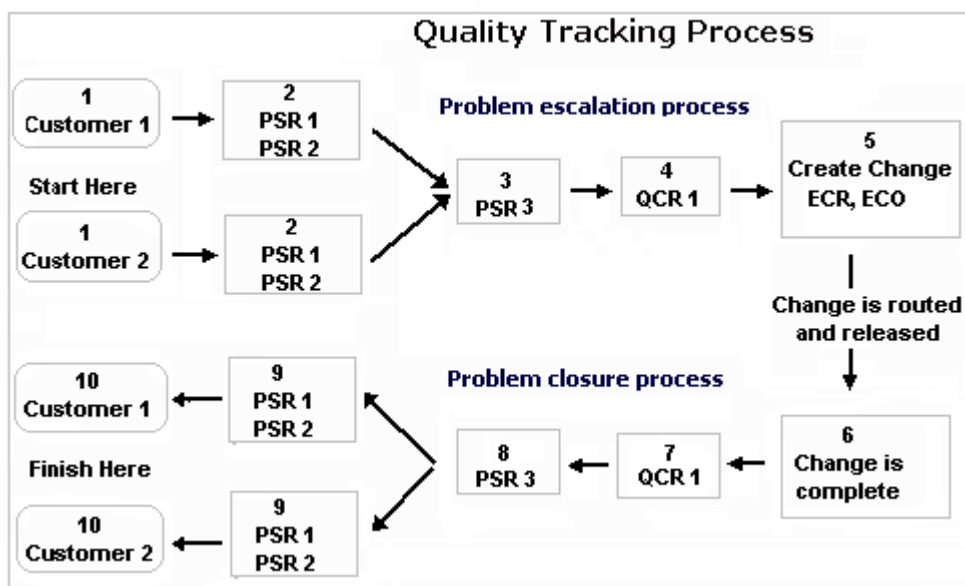 Quality Tracking Process
1
Customer 1
2
PSR 1
PSR 2
Problem escalation process
Start Here
3
PSR 3
4
QCR 1
5
Create Change
ECR, ECO
1
Customer 2
2
PSR 1
PSR 2
Change is routed
and released
10
Customer 1
9
PSR 1
PSR 2
Problem closure process
Finish Here
8
PSR 3
7
QCR 1
6
Change is
complete
10
Customer 2
9
PSR 1
PSR 2